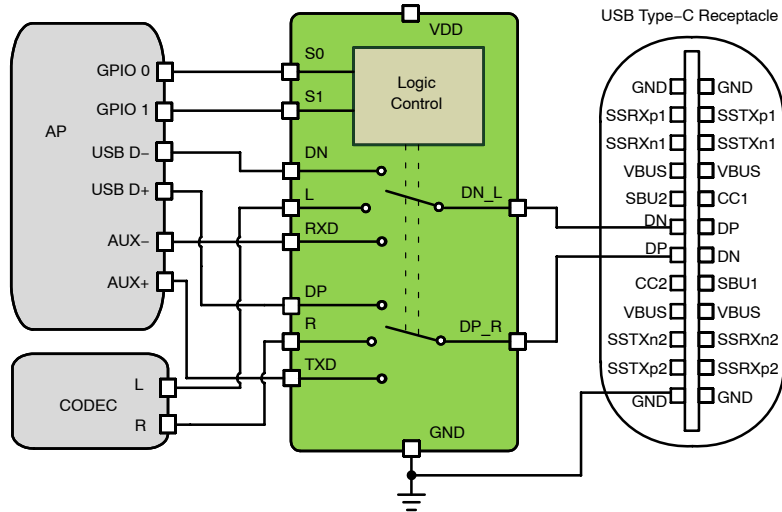 USB Type−C Receptacle
AP
GPIO 0
GPIO 1
USB D−
USB D+
AUX−
AUX+
CODEC
L
R
VDD
S0
S1
Logic
Control
DN
L
RXD
DP
R
TXD
DN_L
DP_R
GND
GND GND
SSRXp1 SSTXp1
SSRXn1 SSTXn1
VBUS VBUS
SBU2 CC1
DN DP
DP DN
CC2 SBU1
VBUS VBUS
SSTXn2 SSRXn2
SSTXp2 SSRXp2
GND GND